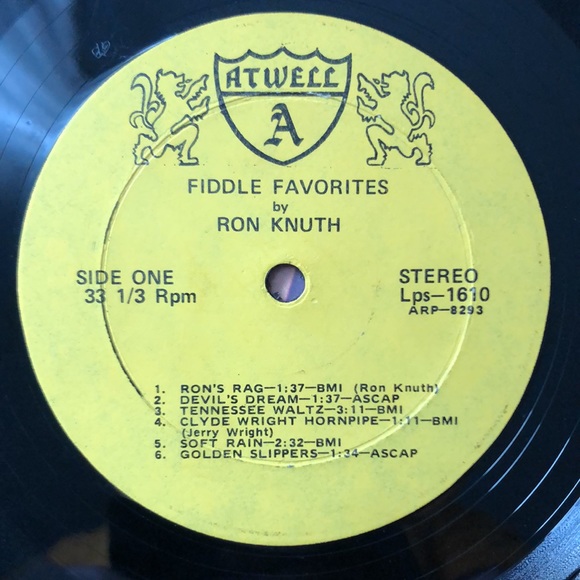 ATWELL
A
FIDDLE FAVORITES
by
RON KNUTH
SIDE ONE
33 1/3 Rpm
STEREO
Lps-1610
ARP-8293
1. RON'S RAG-1:37-BMI (Ron Knuth)
2. DEVIL'S DREAM-1:37-ASCAP
3. TENNESSEE WALTZ-3:11-BMI
4. CLYDE WRIGHT HORNPIPE-1:11-BMI
(Jerry Wright)
5. SOFT RAIN-2:32-BMI
6. GOLDEN SLIPPERS-1:34-ASCAP